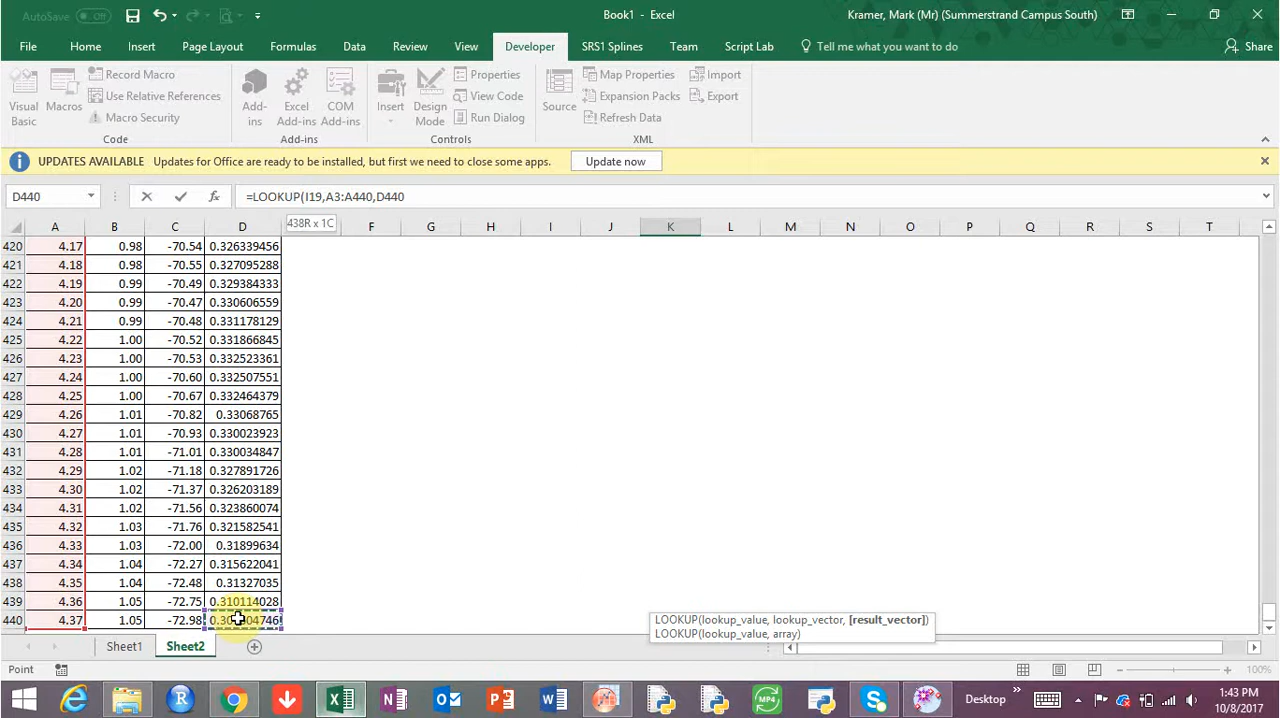 AutoSave Off Book1 - Excel Kramer, Mark (Mr) (Summerstrand Campus South)
File Home Insert Page Layout Formulas Data Review View Developer SRS1 Splines Team Script Lab Tell me what you want to do Share
Visual Basic
Macros
Record Macro
Use Relative References
Macro Security
Code
Add-ins
Excel Add-ins
COM Add-ins
Add-ins
Insert
Design Mode
Properties
View Code
Run Dialog
Controls
Source
Map Properties
Expansion Packs
Refresh Data
Import
Export
XML
UPDATES AVAILABLE Updates for Office are ready to be installed, but first we need to close some apps. Update now
D440 fx =LOOKUP(I19,A3:A440,D440
438R x 1C
A B C D F G H I J K L M N O P Q R S T
420 4.17 0.98 -70.54 0.326339456
421 4.18 0.98 -70.55 0.327095288
422 4.19 0.99 -70.49 0.329384333
423 4.20 0.99 -70.47 0.330606559
424 4.21 0.99 -70.48 0.331178129
425 4.22 1.00 -70.52 0.331866845
426 4.23 1.00 -70.53 0.332523361
427 4.24 1.00 -70.60 0.332507551
428 4.25 1.00 -70.67 0.332464379
429 4.26 1.01 -70.82 0.33068765
430 4.27 1.01 -70.93 0.330023923
431 4.28 1.01 -71.01 0.330034847
432 4.29 1.02 -71.18 0.327891726
433 4.30 1.02 -71.37 0.326203189
434 4.31 1.02 -71.56 0.323860074
435 4.32 1.03 -71.76 0.321582541
436 4.33 1.03 -72.00 0.31899634
437 4.34 1.04 -72.27 0.315622041
438 4.35 1.04 -72.48 0.31327035
439 4.36 1.05 -72.75 0.310114028
440 4.37 1.05 -72.98
LOOKUP(lookup_value, lookup_vector, [result_vector])
LOOKUP(lookup_value, array)
Sheet1 Sheet2
Point 100%
Desktop 1:43 PM
10/8/2017